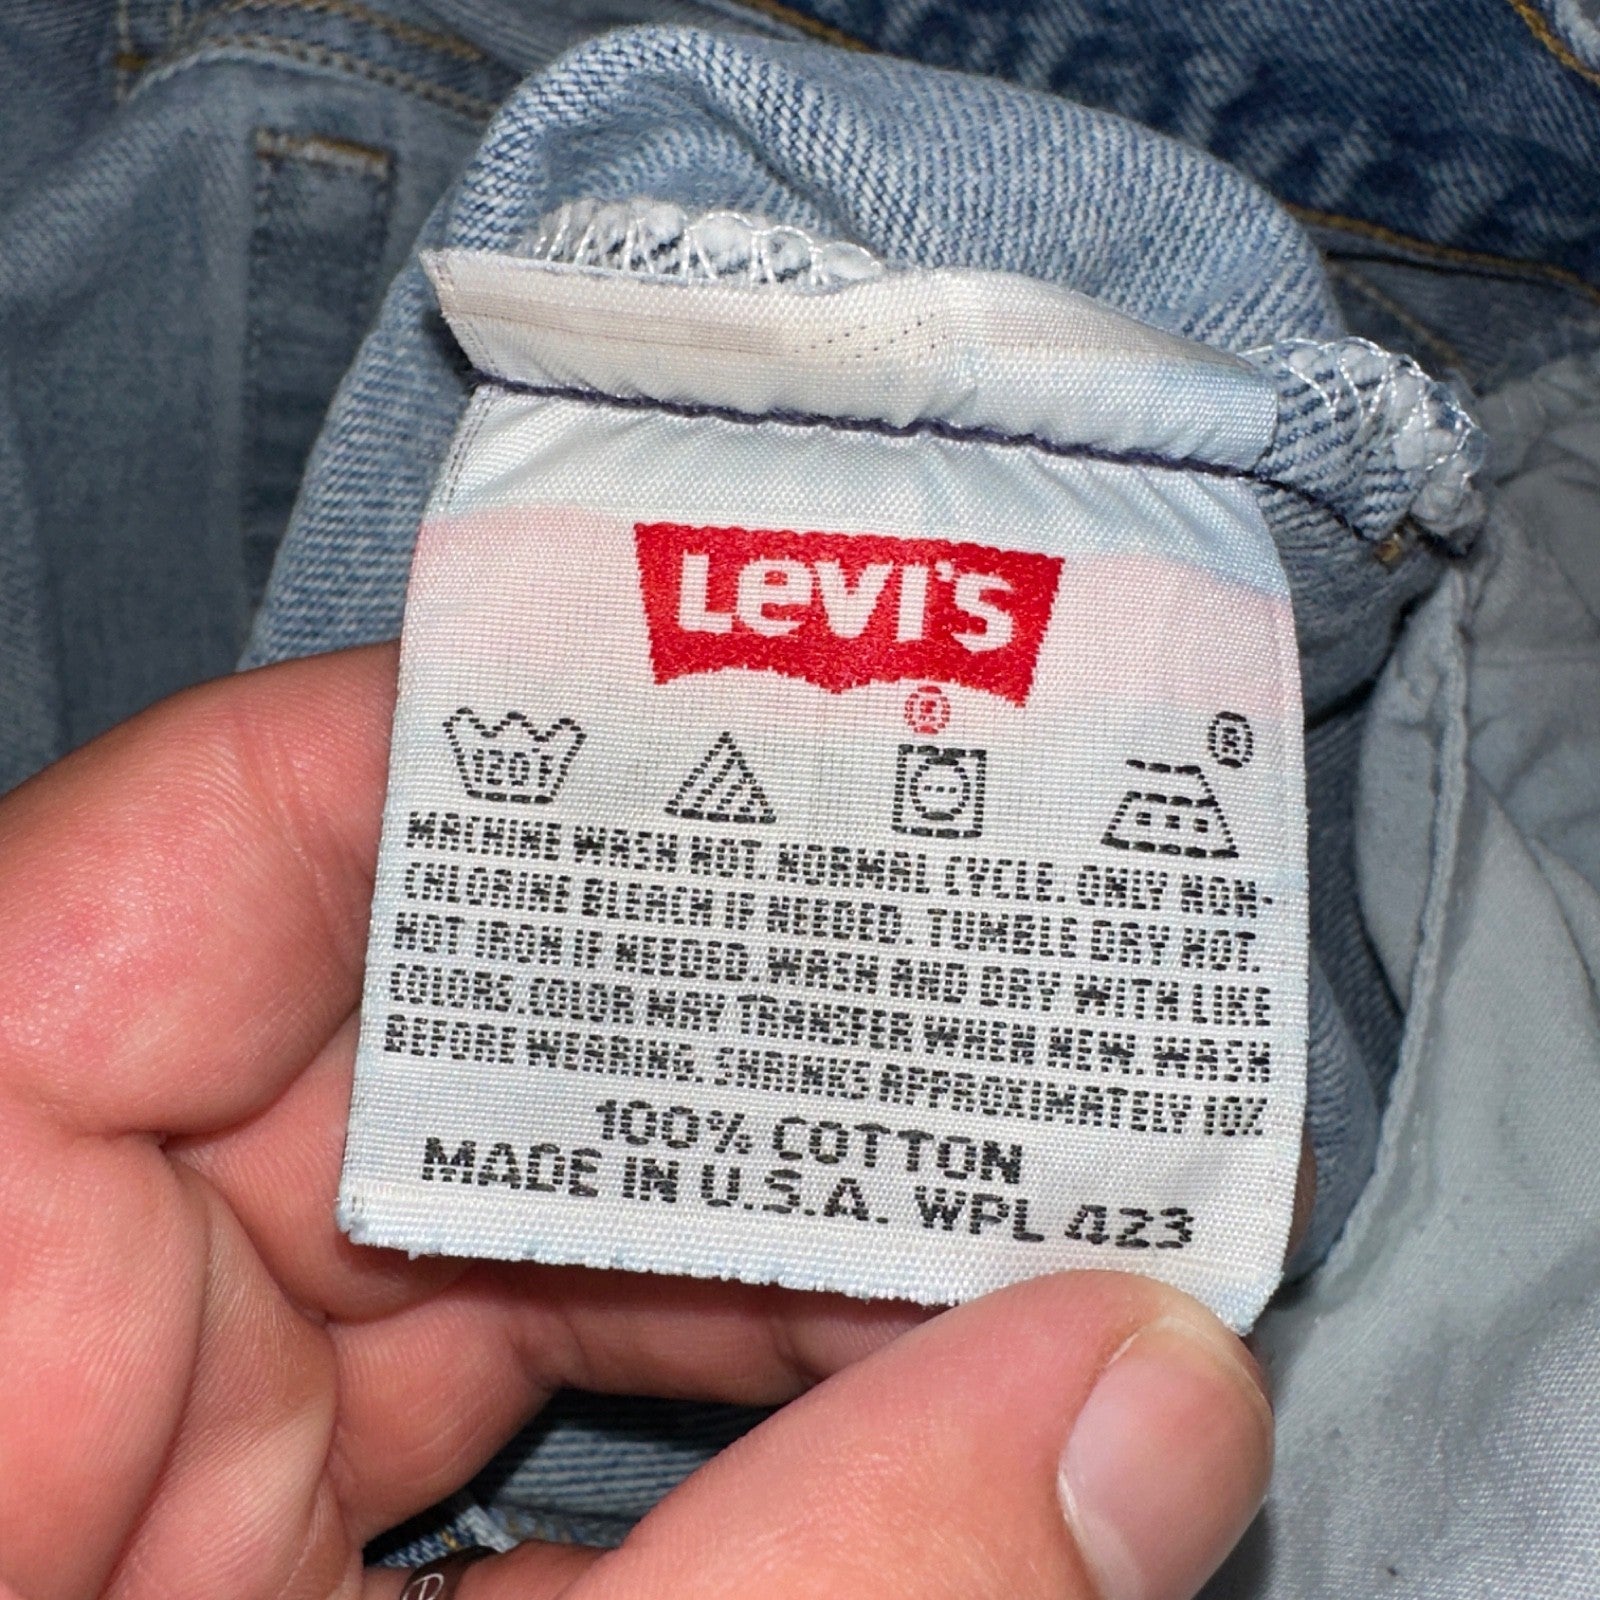 Levi's
®
®
120F
MACHINE WASH HOT. NORMAL CYCLE. ONLY NON-
CHLORINE BLEACH IF NEEDED. TUMBLE DRY HOT.
HOT IRON IF NEEDED. WASH AND DRY WITH LIKE
COLORS. COLOR MAY TRANSFER WHEN NEW. WASH
BEFORE WEARING. SHRINKS APPROXIMATELY 10%
100% COTTON
MADE IN U.S.A. WPL 423